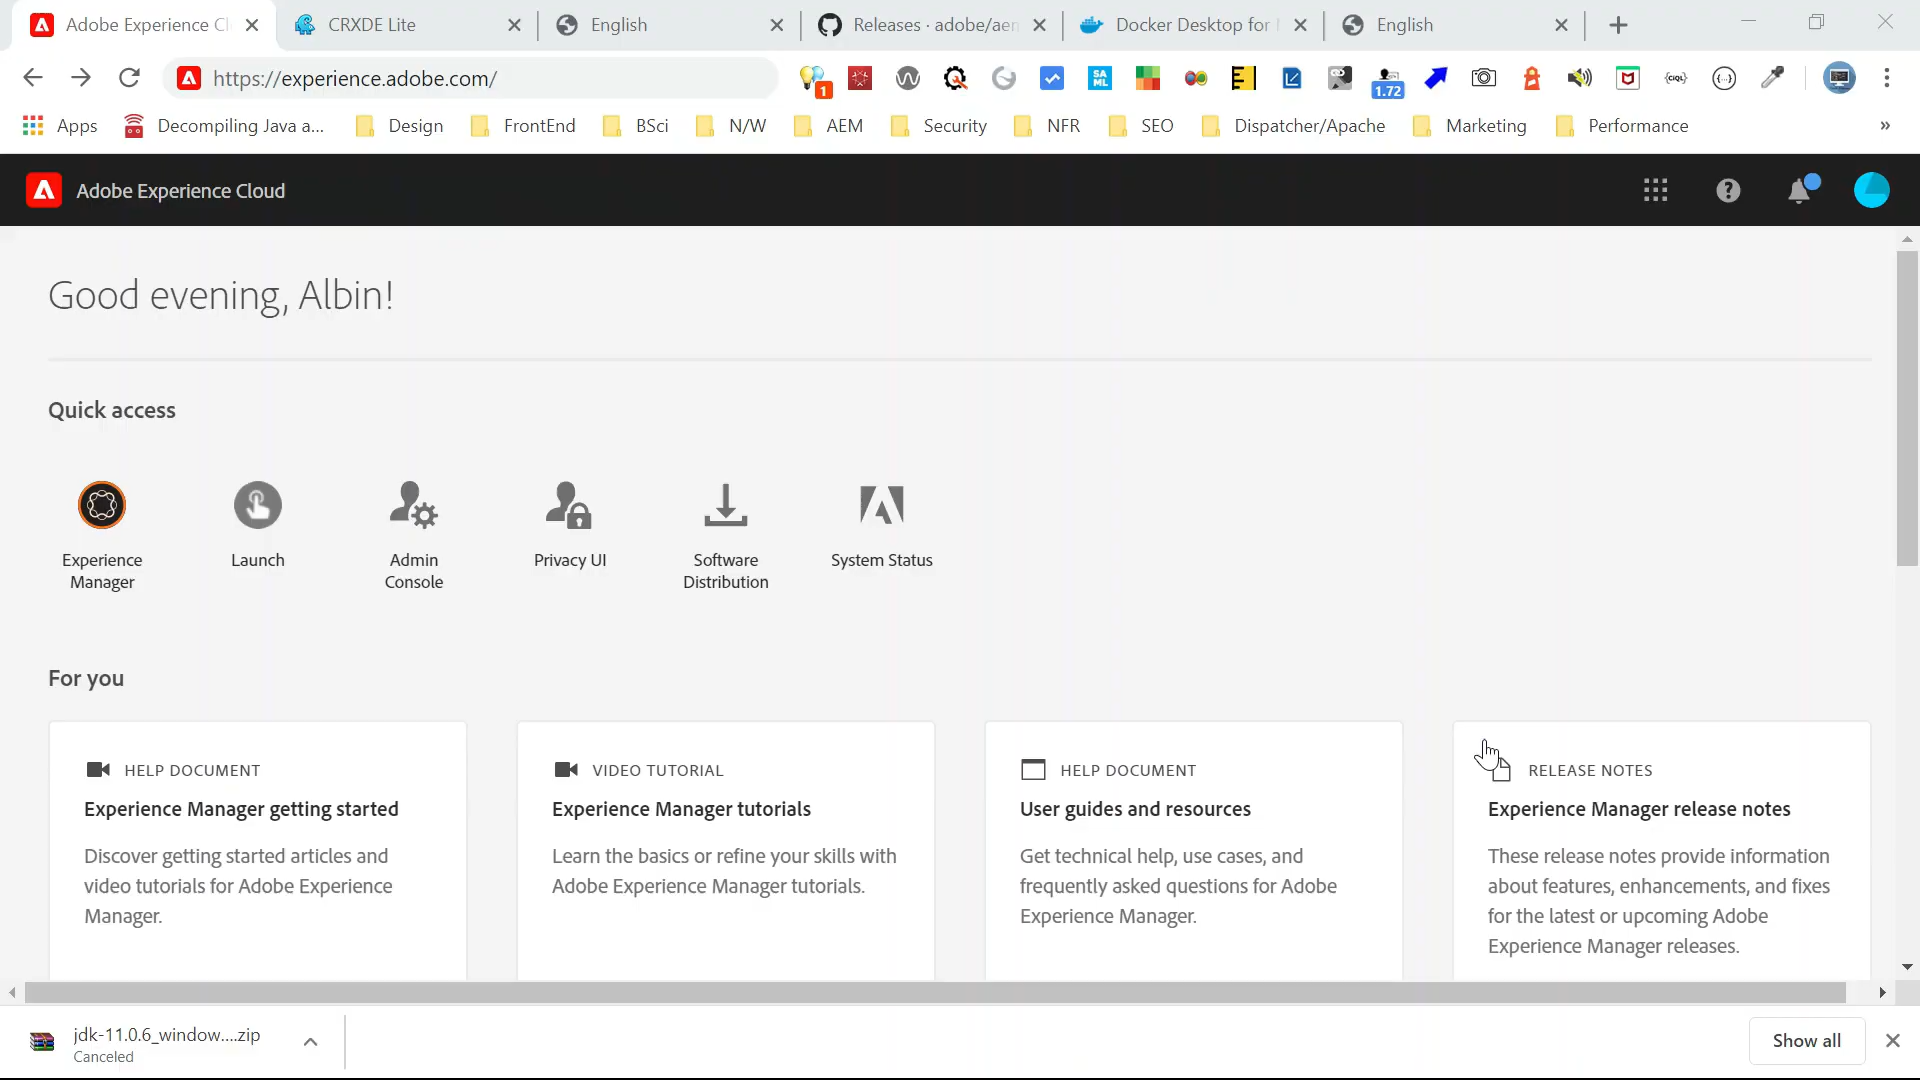 Adobe Experience Cl
CRXDE Lite
English
Releases · adobe/aem
Docker Desktop for
English
https://experience.adobe.com/
1
SA
ML
1.72
{CIQL}
{...}
Apps
Decompiling Java a...
Design
FrontEnd
BSci
N/W
AEM
Security
NFR
SEO
Dispatcher/Apache
Marketing
Performance
»
Adobe Experience Cloud
Good evening, Albin!
Quick access
Experience
Manager
Launch
Admin
Console
Privacy UI
Software
Distribution
System Status
For you
HELP DOCUMENT
Experience Manager getting started
Discover getting started articles and
video tutorials for Adobe Experience
Manager.
VIDEO TUTORIAL
Experience Manager tutorials
Learn the basics or refine your skills with
Adobe Experience Manager tutorials.
HELP DOCUMENT
User guides and resources
Get technical help, use cases, and
frequently asked questions for Adobe
Experience Manager.
RELEASE NOTES
Experience Manager release notes
These release notes provide information
about features, enhancements, and fixes
for the latest or upcoming Adobe
Experience Manager releases.
jdk-11.0.6_window....zip
Canceled
Show all